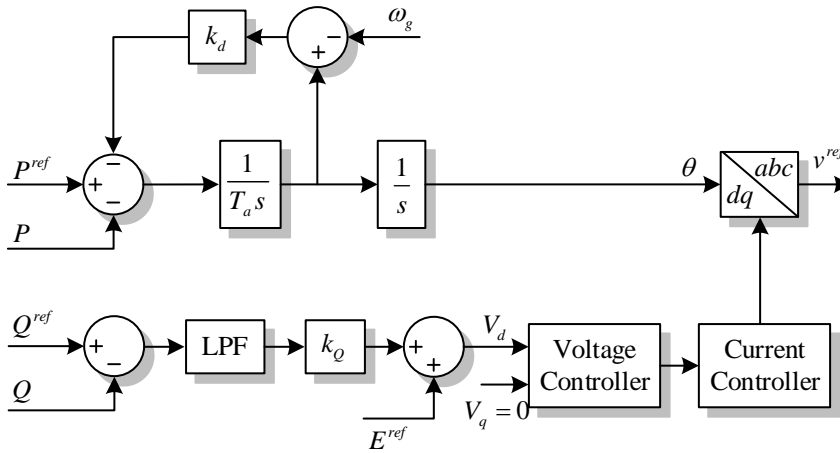 k_d
−
ω_g
+
P^{ref}
+
−
−
P
1
T_a s
1
s
θ
abc
dq
v^{ref}
Q^{ref}
+
−
Q
LPF
k_Q
+
+
E^{ref}
V_d
V_q = 0
Voltage
Controller
Current
Controller